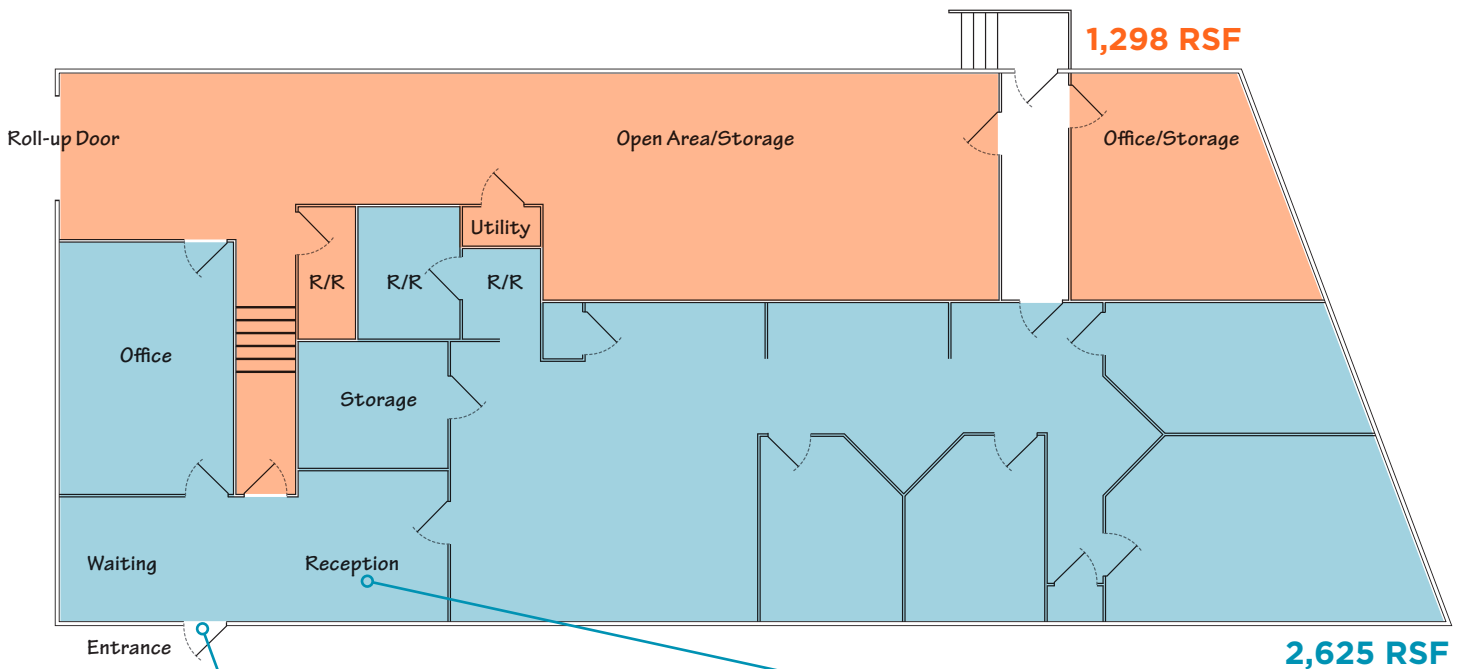 1,298 RSF
Roll-up Door
Open Area/Storage
Office/Storage
Utility
R/R
R/R
R/R
Office
Storage
Waiting
Reception
Entrance
2,625 RSF